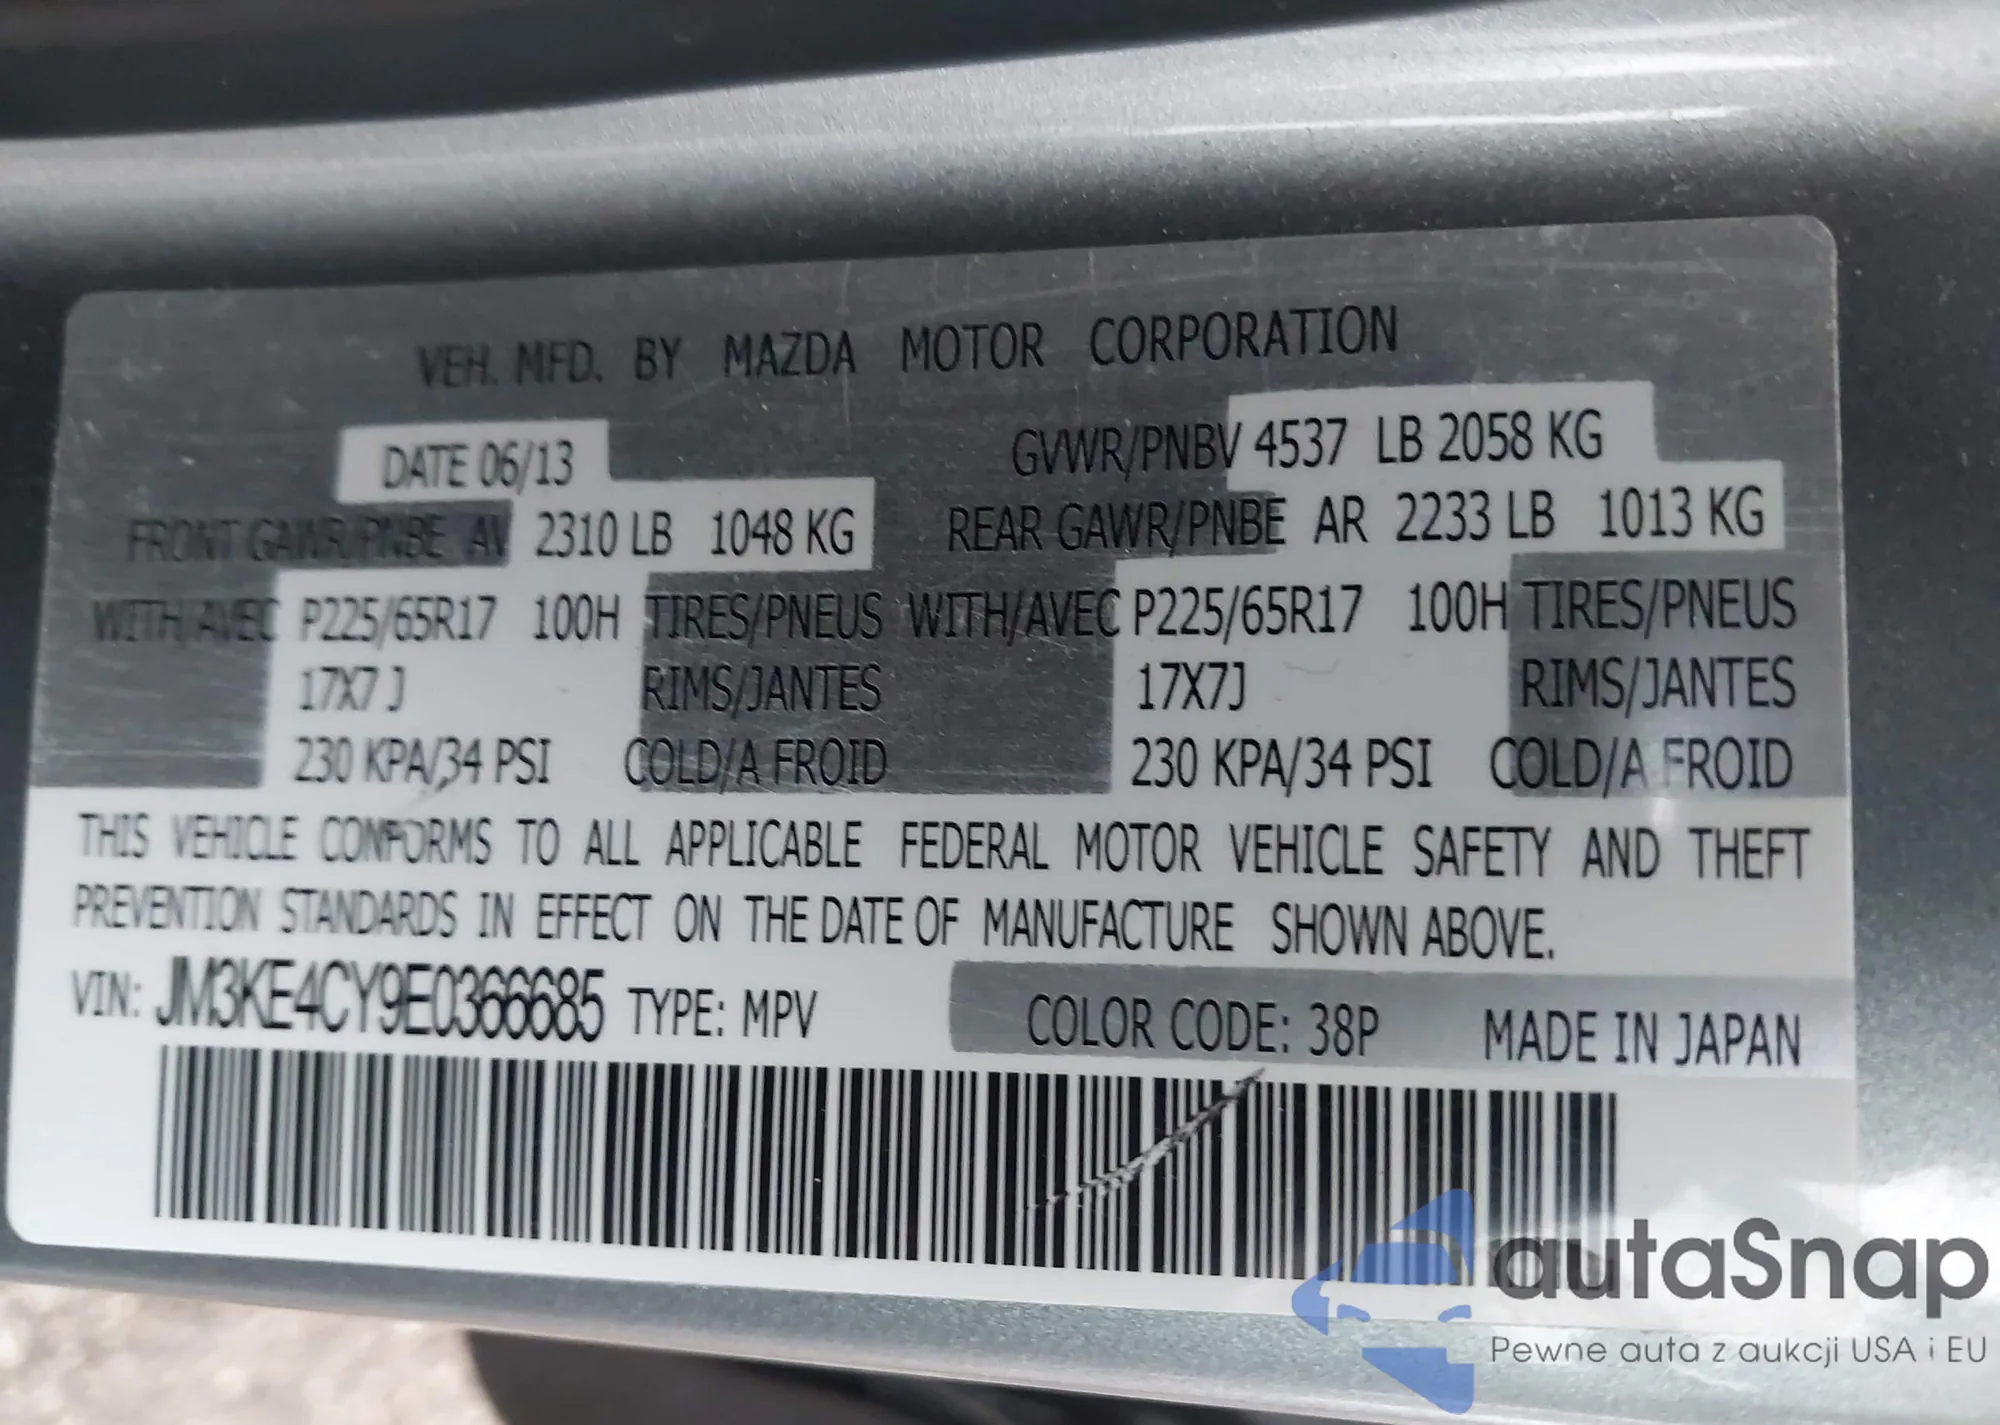 VEH. MFD. BY MAZDA MOTOR CORPORATION
DATE 06/13 GVWR/PNBV 4537 LB 2058 KG
FRONT GAWR/PNBE AV 2310 LB 1048 KG REAR GAWR/PNBE AR 2233 LB 1013 KG
WITH/AVEC P225/65R17 100H TIRES/PNEUS WITH/AVEC P225/65R17 100H TIRES/PNEUS
17X7J RIMS/JANTES 17X7J RIMS/JANTES
230 KPA/34 PSI COLD/A FROID 230 KPA/34 PSI COLD/A FROID
THIS VEHICLE CONFORMS TO ALL APPLICABLE FEDERAL MOTOR VEHICLE SAFETY AND THEFT
PREVENTION STANDARDS IN EFFECT ON THE DATE OF MANUFACTURE SHOWN ABOVE.
VIN: JM3KE4CY9E0366685 TYPE: MPV COLOR CODE: 38P MADE IN JAPAN
autaSnap
Pewne auta z aukcji USA i EU